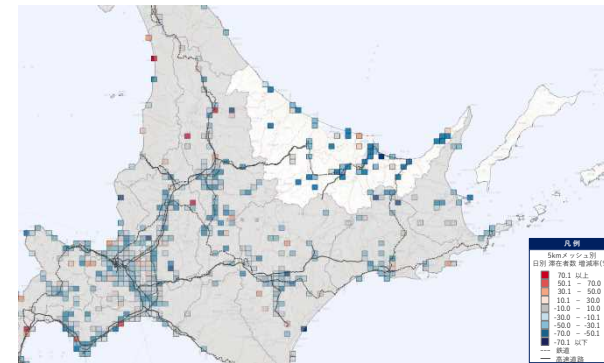 凡 例
5kmメッシュ別
日別 滞在者数 増減率(%)
70.1 以上
50.1 − 70.0
30.1 − 50.0
10.1 − 30.0
-10.0 − 10.0
-30.0 − -10.1
-50.0 − -30.1
-70.0 − -50.1
-70.1 以下
鉄道
高速道路